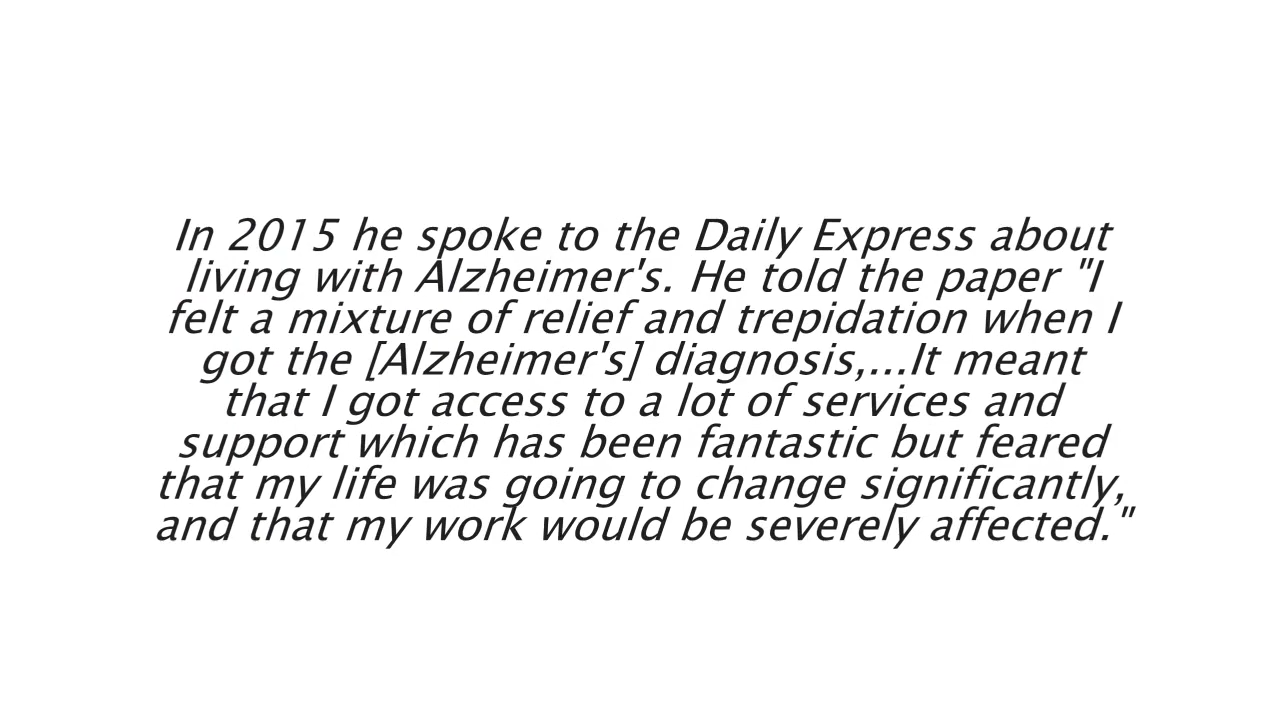 In 2015 he spoke to the Daily Express about
living with Alzheimer's. He told the paper "I
felt a mixture of relief and trepidation when I
got the [Alzheimer's] diagnosis,...It meant
that I got access to a lot of services and
support which has been fantastic but feared
that my life was going to change significantly,
and that my work would be severely affected."